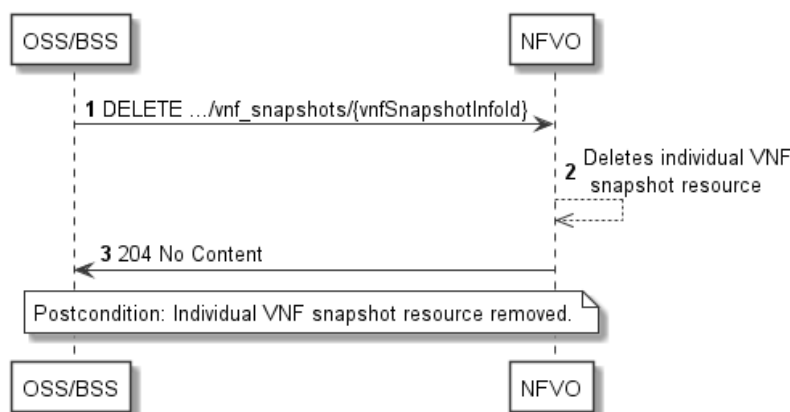 OSS/BSS NFVO
1 DELETE .../vnf_snapshots/{vnfSnapshotInfoId}
2 Deletes individual VNF
snapshot resource
3 204 No Content
Postcondition: Individual VNF snapshot resource removed.
OSS/BSS NFVO